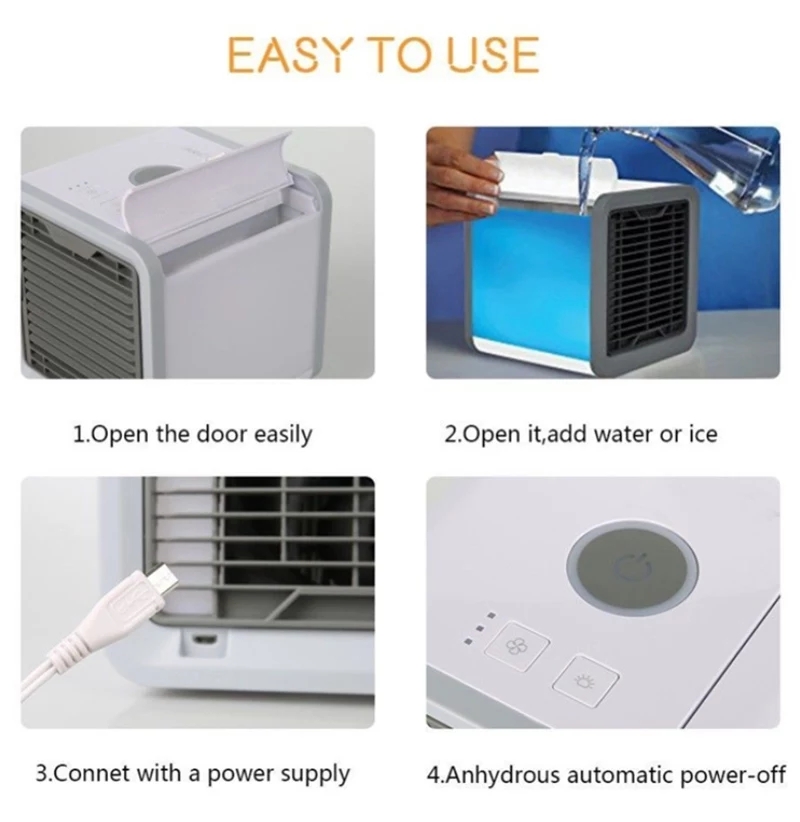 EASY TO USE
1.Open the door easily
2.Open it,add water or ice
3.Connet with a power supply
4.Anhydrous automatic power-off